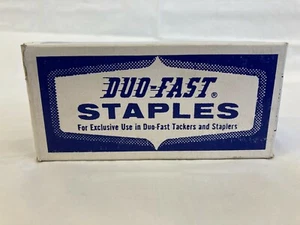 DUO-FAST®
STAPLES
For Exclusive Use in Duo-Fast Tackers and Staplers